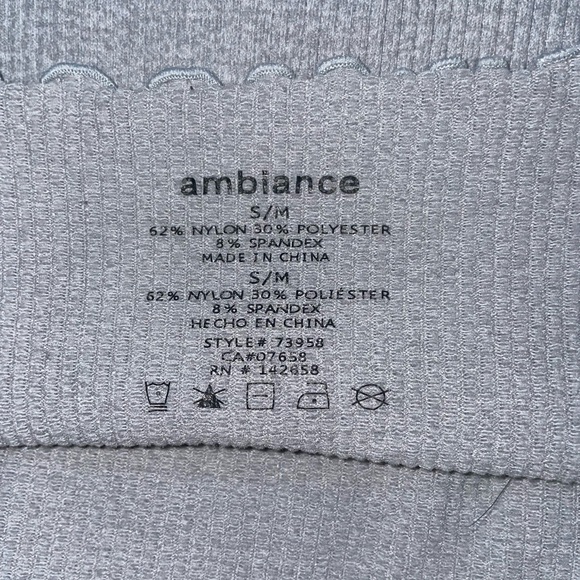 ambiance
S/M
62% NYLON 30% POLYESTER
8% SPANDEX
MADE IN CHINA
S/M
62% NYLON 30% POLIÉSTER
8% SPANDEX
HECHO EN CHINA
STYLE# 73958
CA#07658
RN # 142658